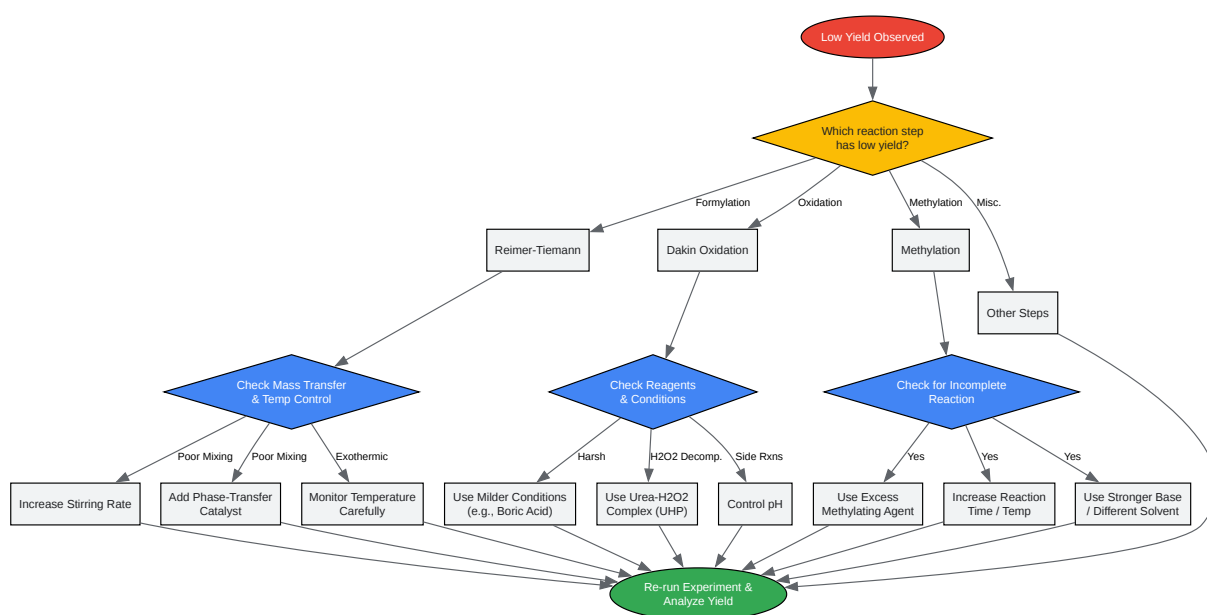 Low Yield Observed
Which reaction step
has low yield?
Formylation
Oxidation
Methylation
Misc.
Reimer-Tiemann
Dakin Oxidation
Methylation
Other Steps
Check Mass Transfer
& Temp Control
Check Reagents
& Conditions
Check for Incomplete
Reaction
Poor Mixing
Poor Mixing
Exothermic
Harsh
H2O2 Decomp.
Side Rxns
Yes
Yes
Yes
Increase Stirring Rate
Add Phase-Transfer
Catalyst
Monitor Temperature
Carefully
Use Milder Conditions
(e.g., Boric Acid)
Use Urea-H2O2
Complex (UHP)
Control pH
Use Excess
Methylating Agent
Increase Reaction
Time / Temp
Use Stronger Base
/ Different Solvent
Re-run Experiment &
Analyze Yield